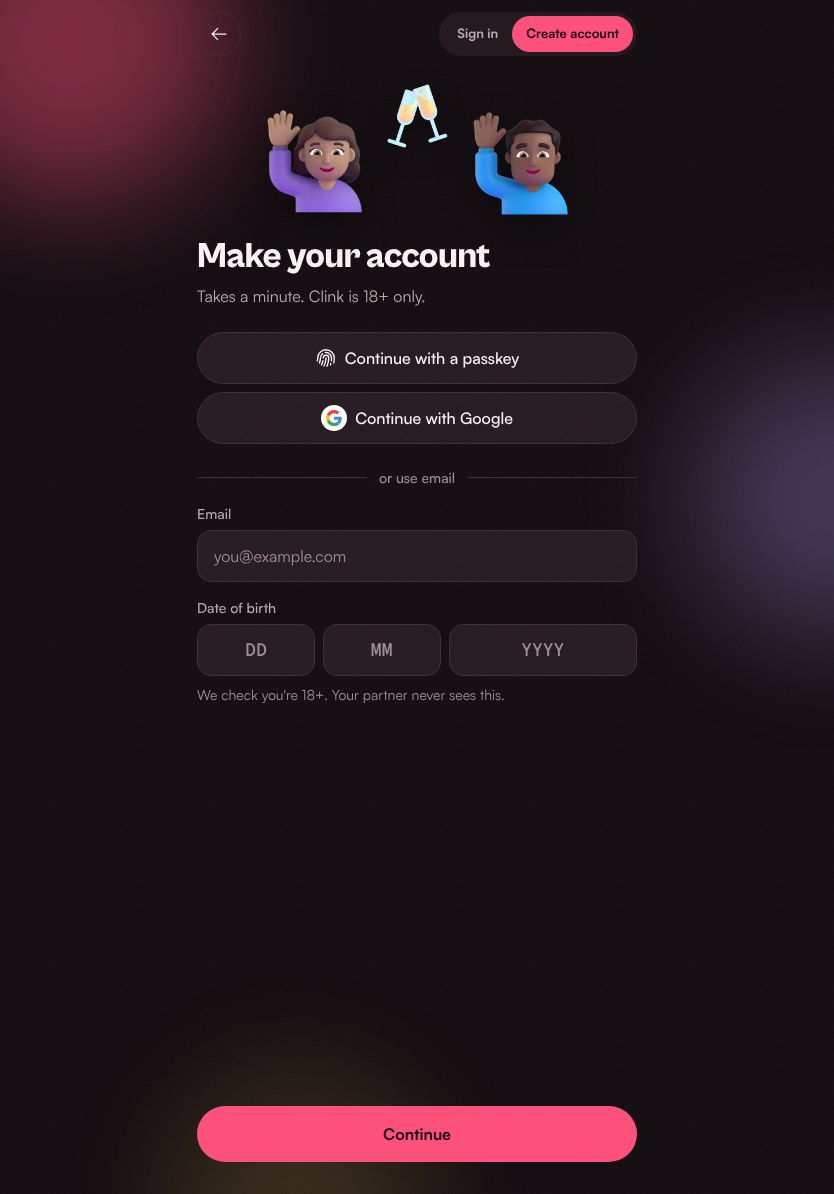 Sign in
Create account
Make your account
Takes a minute. Clink is 18+ only.
Continue with a passkey
Continue with Google
or use email
Email
you@example.com
Date of birth
DD
MM
YYYY
We check you're 18+. Your partner never sees this.
Continue